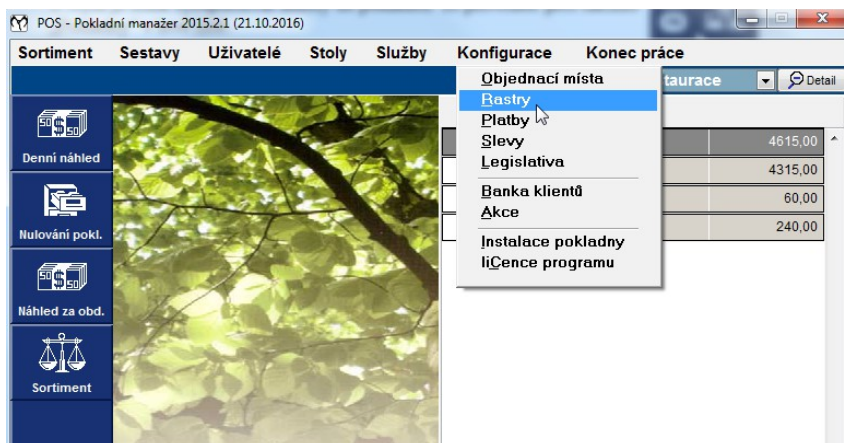 POS - Pokladní manažer 2015.2.1 (21.10.2016)
Sortiment Sestavy Uživatelé Stoly Služby Konfigurace Konec práce
taurace Detail
Objednací místa
Rastry
Platby
Slevy
Legislativa
Banka klientů
Akce
Instalace pokladny
liCence programu
Denní náhled
Nulování pokl.
Náhled za obd.
Sortiment
4615,00
4315,00
60,00
240,00